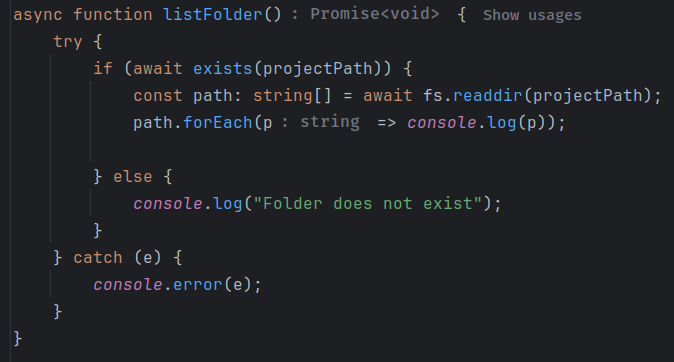 async function listFolder() : Promise<void> { Show usages
    try {
        if (await exists(projectPath)) {
            const path: string[] = await fs.readdir(projectPath);
            path.forEach(p : string => console.log(p));
        } else {
            console.log("Folder does not exist");
        }
    } catch (e) {
        console.error(e);
    }
}